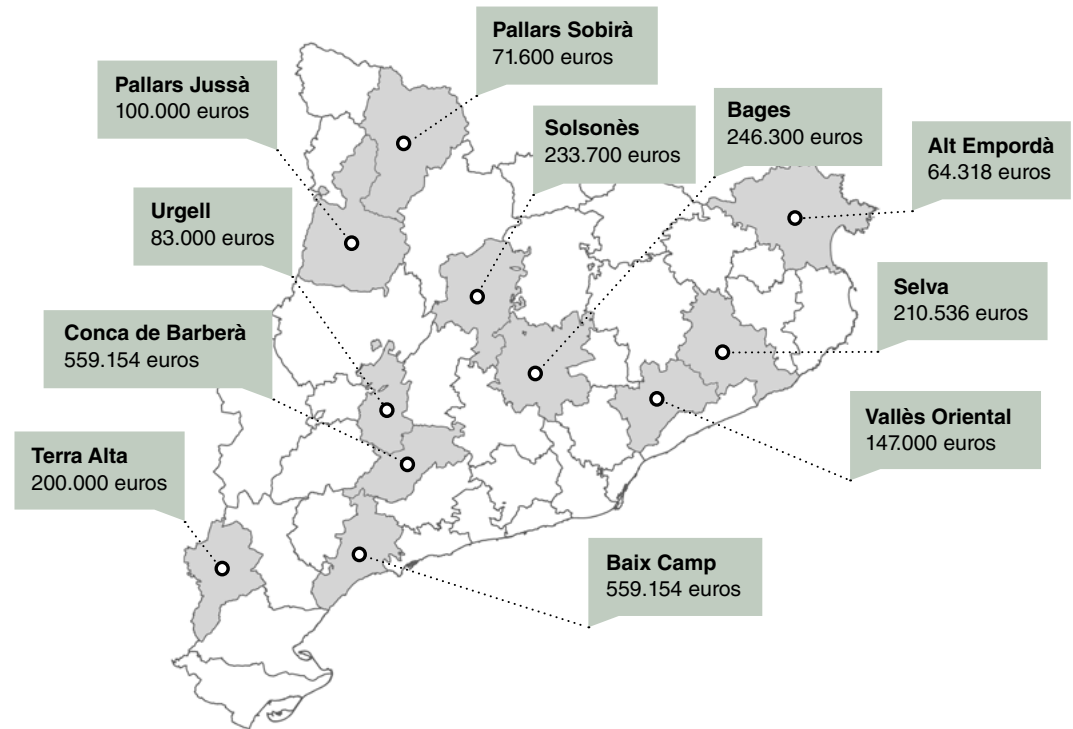 Pallars Sobirà
71.600 euros
Pallars Jussà
100.000 euros
Bages
246.300 euros
Solsonès
233.700 euros
Alt Empordà
64.318 euros
Urgell
83.000 euros
Selva
210.536 euros
Conca de Barberà
559.154 euros
Vallès Oriental
147.000 euros
Terra Alta
200.000 euros
Baix Camp
559.154 euros